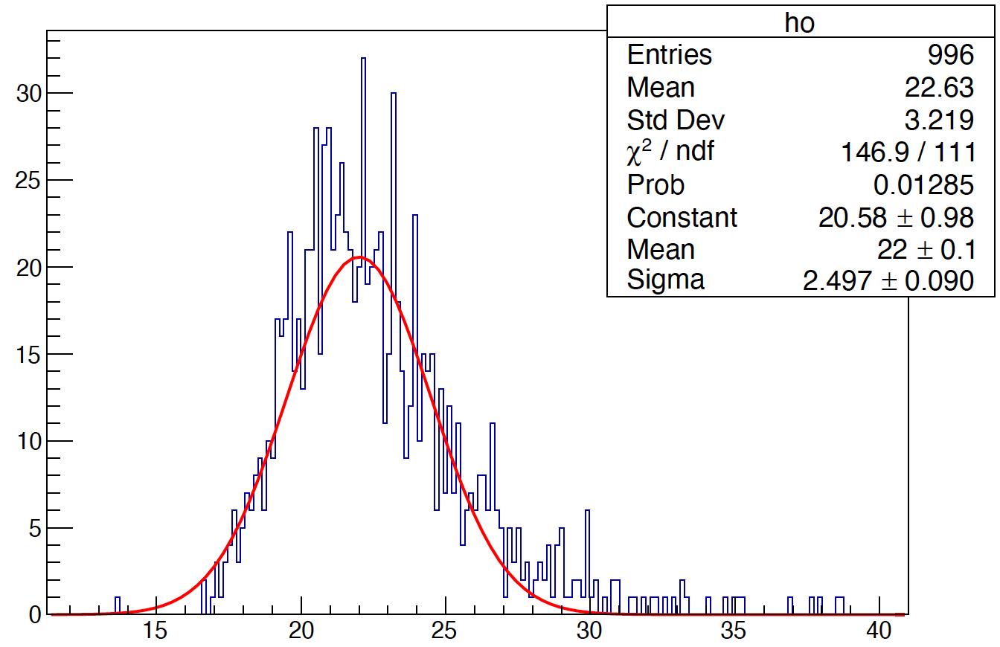 ho
Entries 996
Mean 22.63
Std Dev 3.219
χ² / ndf 146.9 / 111
Prob 0.01285
Constant 20.58 ± 0.98
Mean 22 ± 0.1
Sigma 2.497 ± 0.090
30
25
20
15
10
5
0
15 20 25 30 35 40